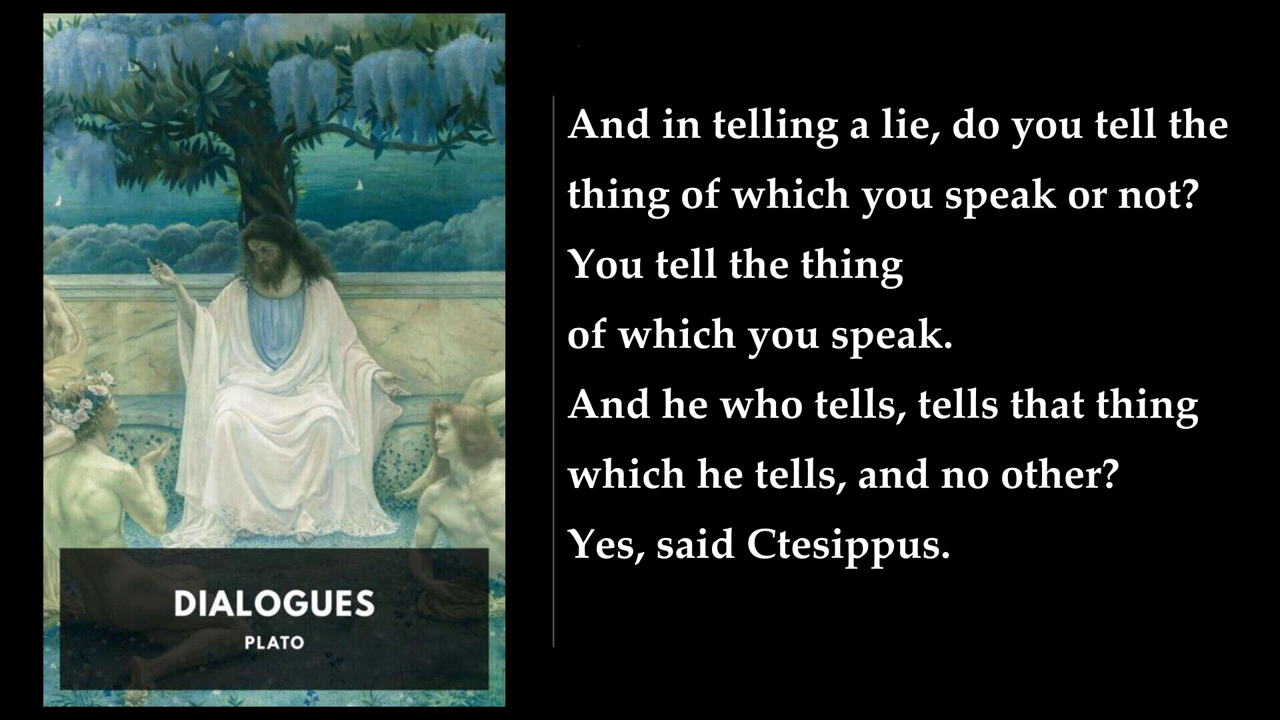 And in telling a lie, do you tell the
thing of which you speak or not?
You tell the thing
of which you speak.
And he who tells, tells that thing
which he tells, and no other?
Yes, said Ctesippus.
DIALOGUES
PLATO